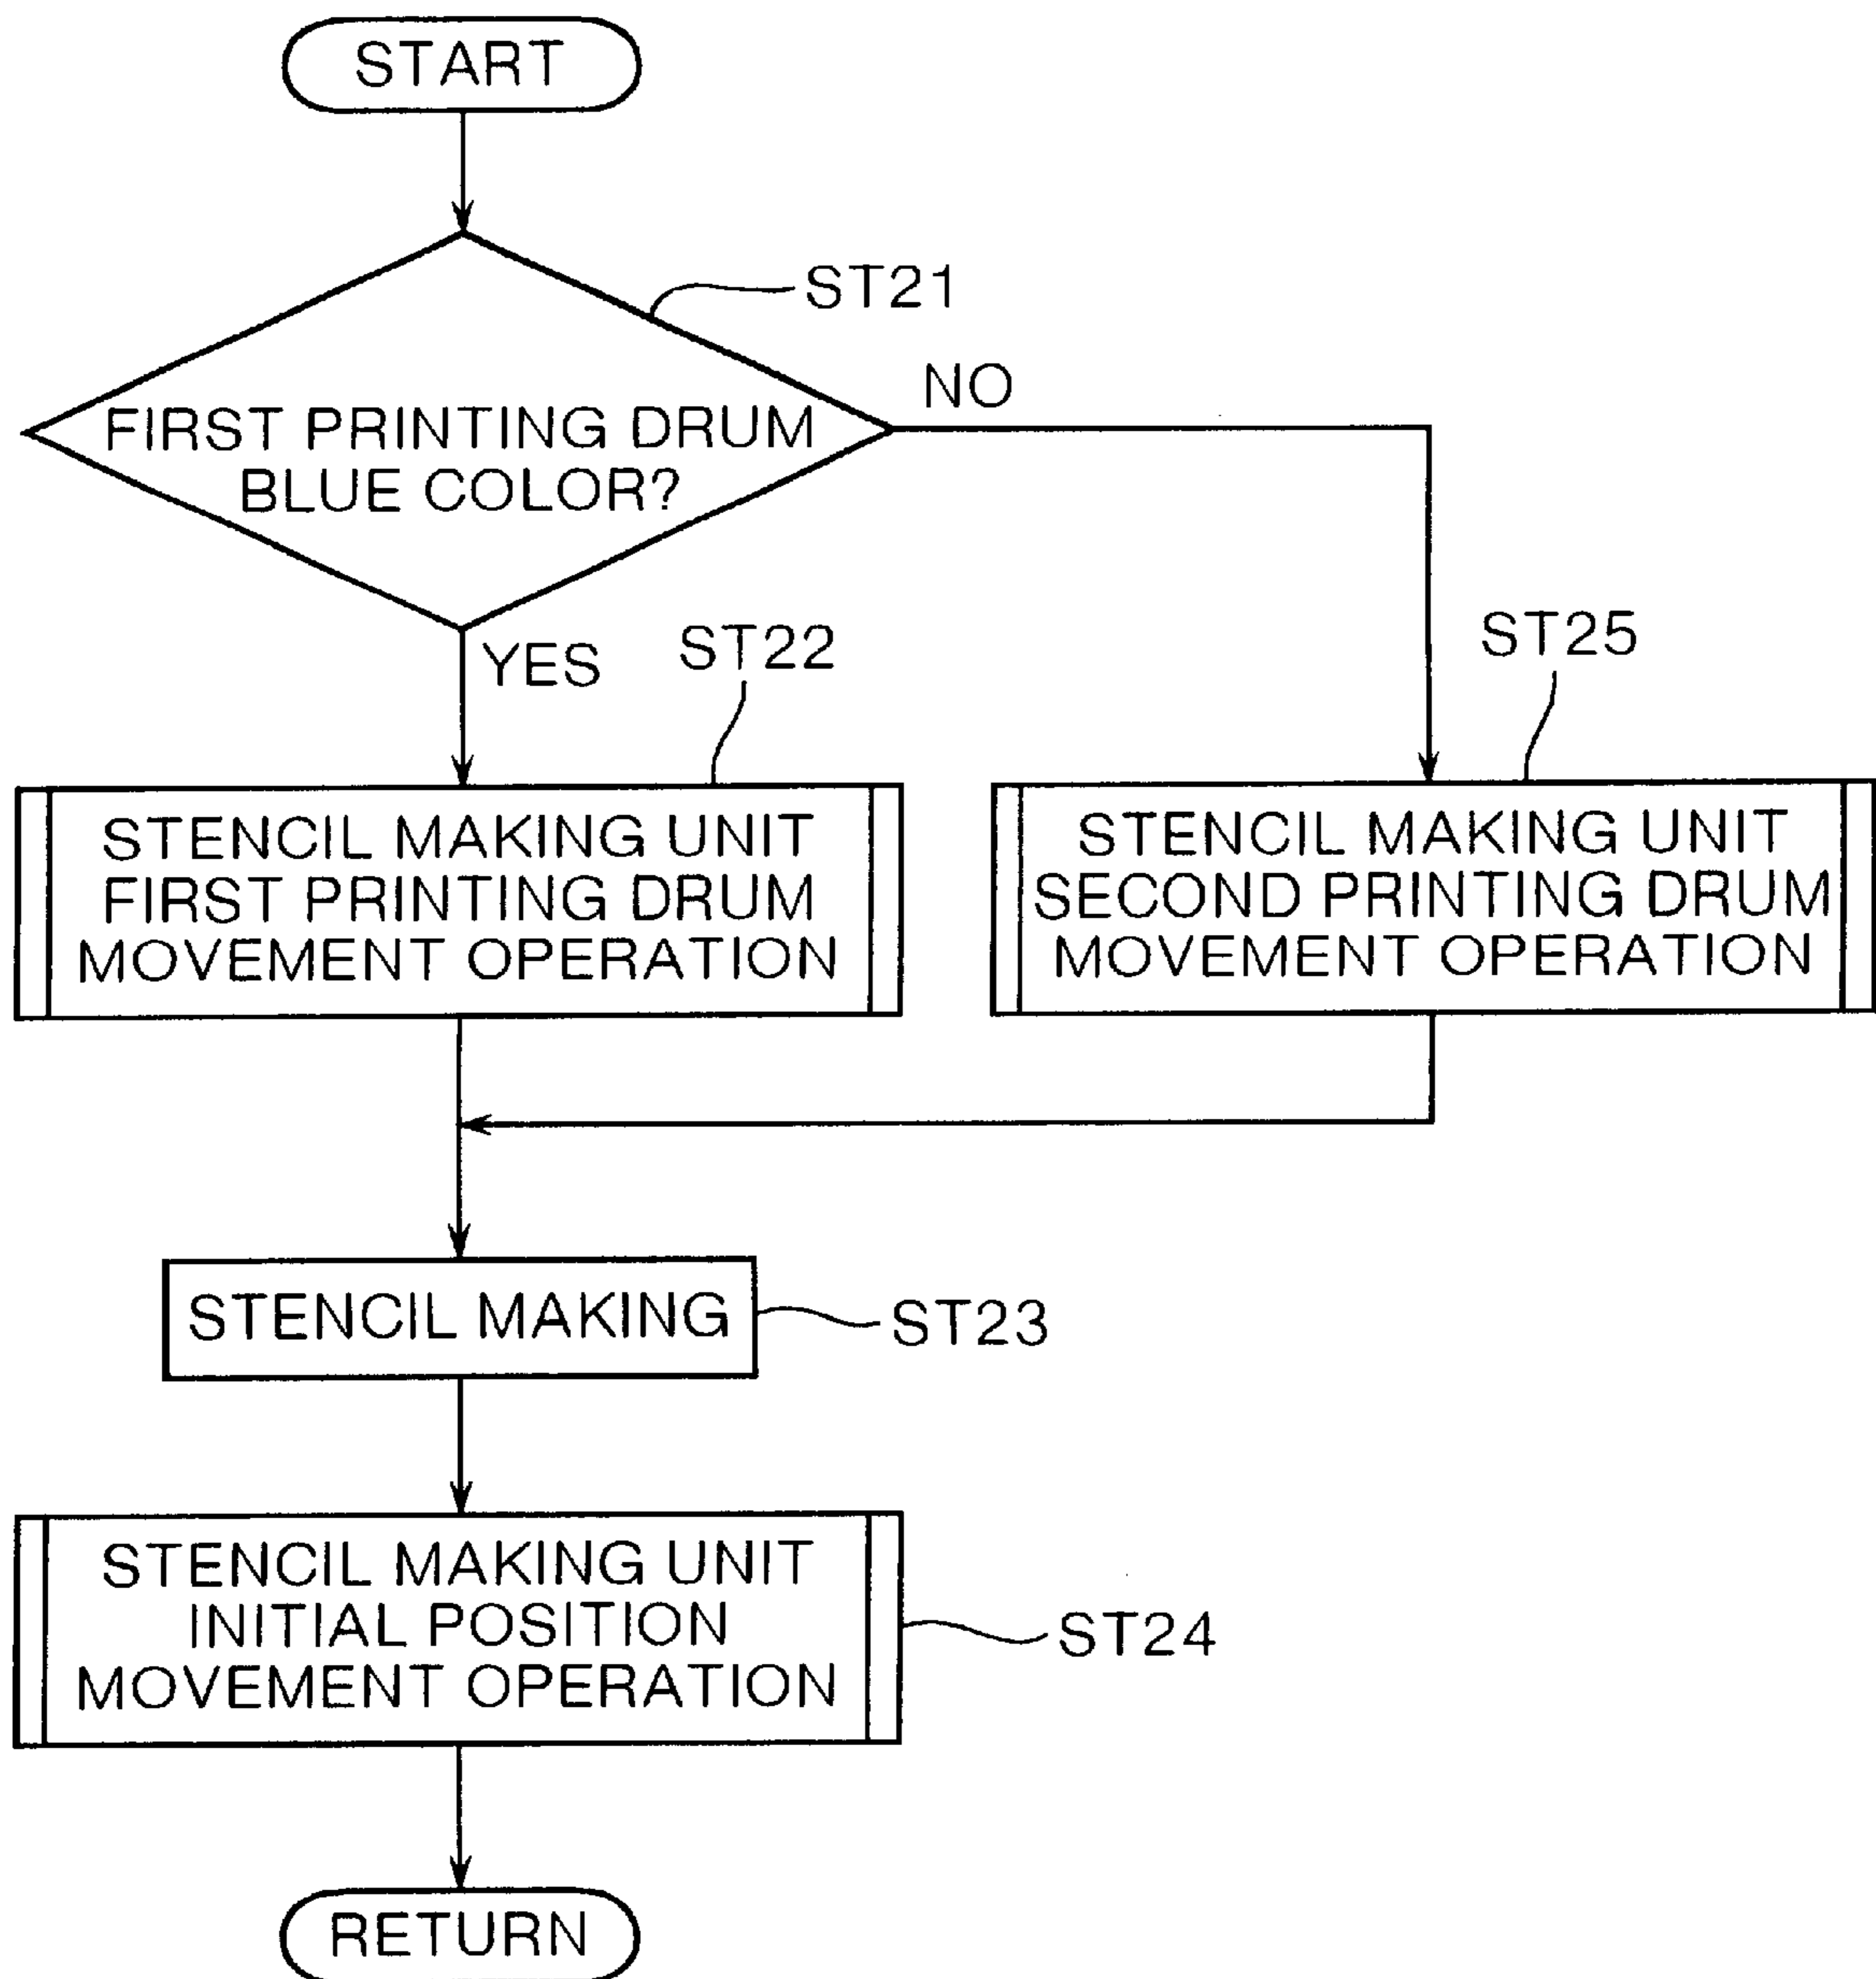 START
ST21
NO
FIRST PRINTING DRUM
BLUE COLOR?
YES
ST22
ST25
STENCIL MAKING UNIT
FIRST PRINTING DRUM
MOVEMENT OPERATION
STENCIL MAKING UNIT
SECOND PRINTING DRUM
MOVEMENT OPERATION
STENCIL MAKING
ST23
STENCIL MAKING UNIT
INITIAL POSITION
MOVEMENT OPERATION
ST24
RETURN